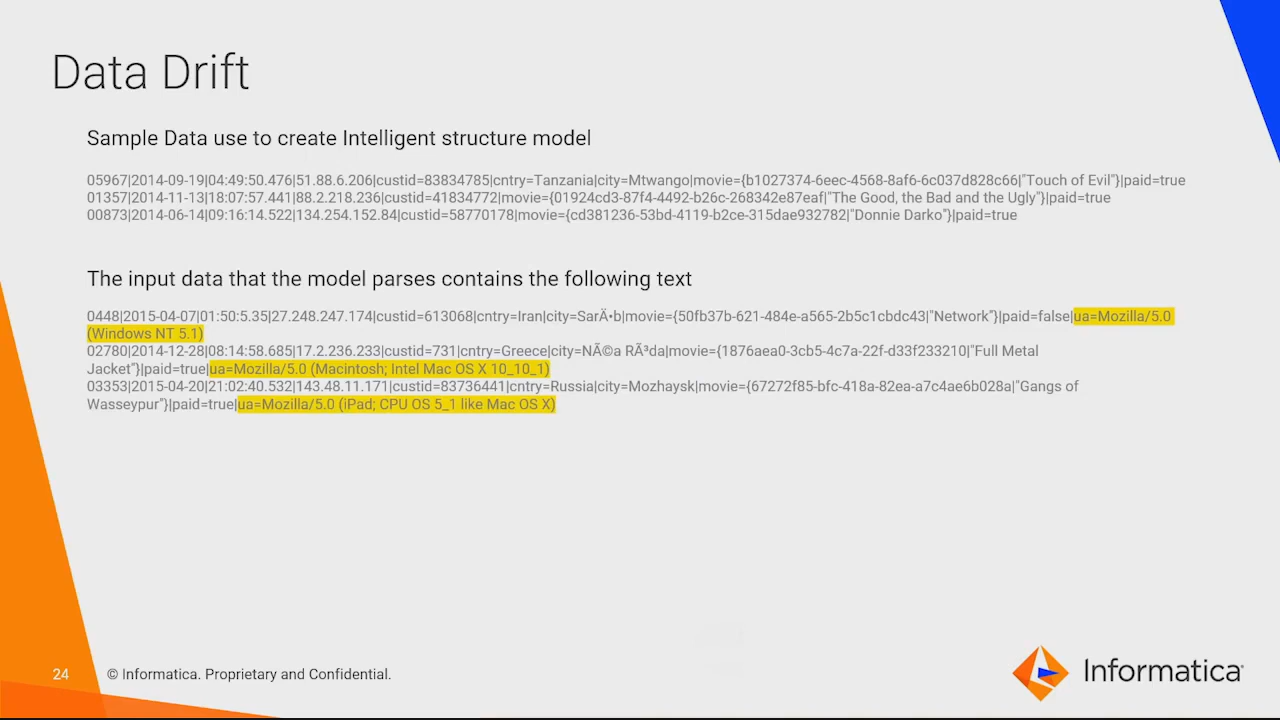 Data Drift
Sample Data use to create Intelligent structure model
05967|2014-09-19|04:49:50.476|51.88.6.206|custid=83834785|cntry=Tanzania|city=Mtwango|movie={b1027374-6eec-4568-8af6-6c037d828c66|"Touch of Evil"}|paid=true
01357|2014-11-13|18:07:57.441|88.2.218.236|custid=41834772|movie={01924cd3-87f4-4492-b26c-268342e87eaf|"The Good, the Bad and the Ugly"}|paid=true
00873|2014-06-14|09:16:14.522|134.254.152.84|custid=58770178|movie={cd381236-53bd-4119-b2ce-315dae932782|"Donnie Darko"}|paid=true
The input data that the model parses contains the following text
0448|2015-04-07|01:50:5.35|27.248.247.174|custid=613068|cntry=Iran|city=SarÄ•b|movie={50fb37b-621-484e-a565-2b5c1cbdc43|"Network"}|paid=false|ua=Mozilla/5.0
(Windows NT 5.1)
02780|2014-12-28|08:14:58.685|17.2.236.233|custid=731|cntry=Greece|city=NÃ©a RÃ³da|movie={1876aea0-3cb5-4c7a-22f-d33f233210|"Full Metal
Jacket"}|paid=true|ua=Mozilla/5.0 (Macintosh; Intel Mac OS X 10_10_1)
03353|2015-04-20|21:02:40.532|143.48.11.171|custid=83736441|cntry=Russia|city=Mozhaysk|movie={67272f85-bfc-418a-82ea-a7c4ae6b028a|"Gangs of
Wasseypur"}|paid=true|ua=Mozilla/5.0 (iPad; CPU OS 5_1 like Mac OS X)
24
© Informatica. Proprietary and Confidential.
Informatica